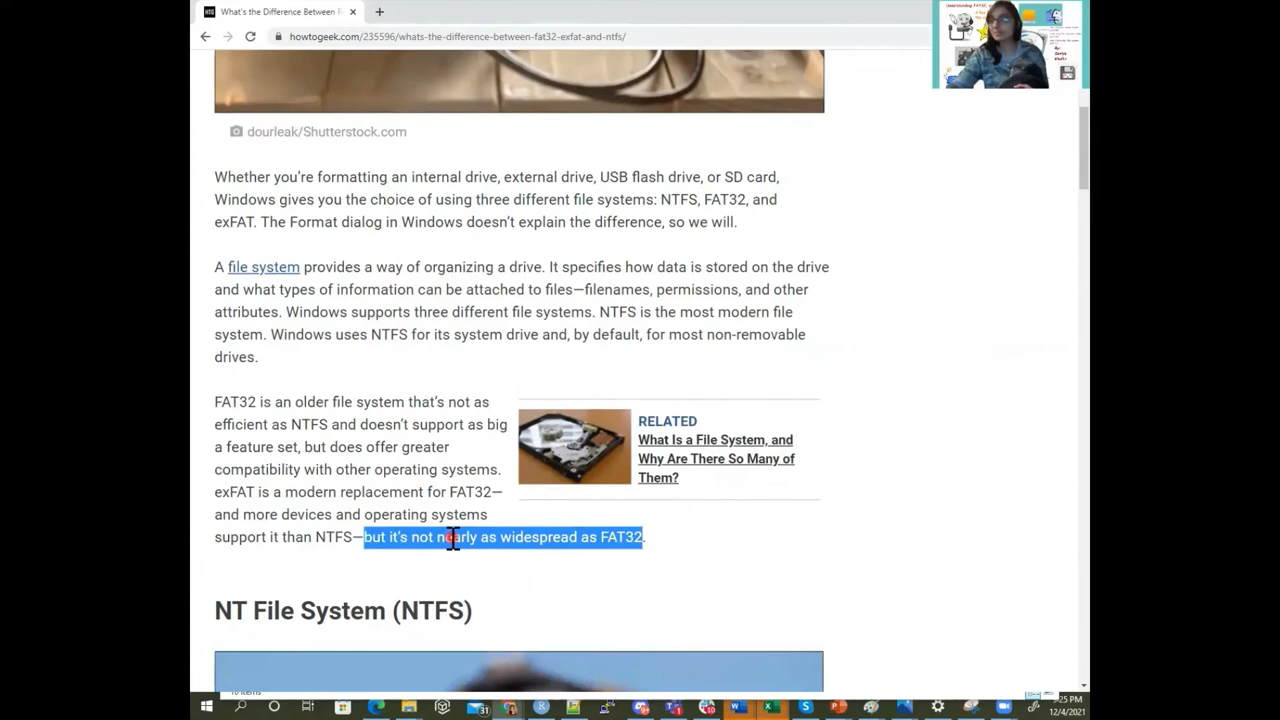 What's the Difference Between F
howtogeek.com/235596/whats-the-difference-between-fat32-exfat-and-ntfs/
dourleak/Shutterstock.com
Whether you're formatting an internal drive, external drive, USB flash drive, or SD card,
Windows gives you the choice of using three different file systems: NTFS, FAT32, and
exFAT. The Format dialog in Windows doesn't explain the difference, so we will.
A file system provides a way of organizing a drive. It specifies how data is stored on the drive
and what types of information can be attached to files—filenames, permissions, and other
attributes. Windows supports three different file systems. NTFS is the most modern file
system. Windows uses NTFS for its system drive and, by default, for most non-removable
drives.
FAT32 is an older file system that's not as
efficient as NTFS and doesn't support as big
a feature set, but does offer greater
compatibility with other operating systems.
exFAT is a modern replacement for FAT32—
and more devices and operating systems
support it than NTFS—but it's not nearly as widespread as FAT32.
RELATED
What Is a File System, and
Why Are There So Many of
Them?
NT File System (NTFS)
31
10
12/4/2021